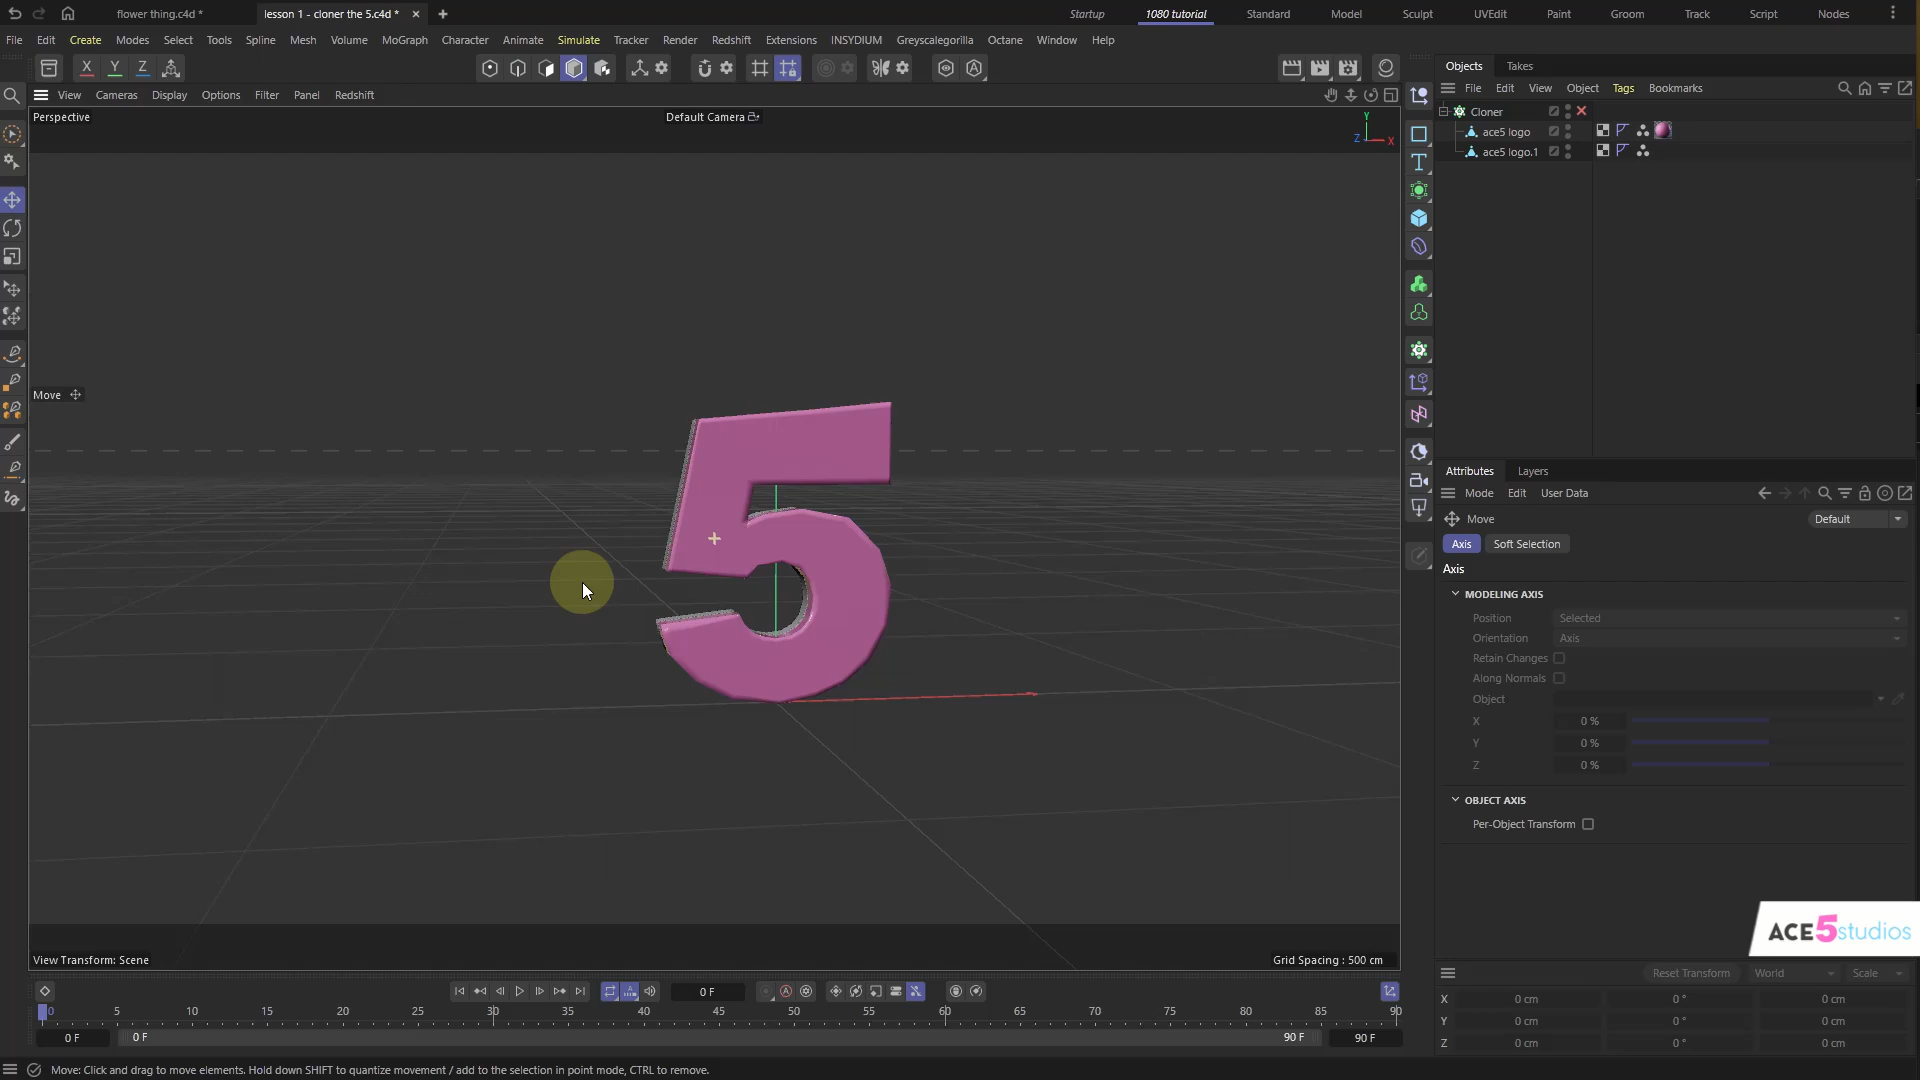 flower thing.c4d *
lesson 1 - cloner the 5.c4d *
Startup
1080 tutorial
Standard
Model
Sculpt
UVEdit
Paint
Groom
Track
Script
Nodes
File Edit Create Modes Select Tools Spline Mesh Volume MoGraph Character Animate Simulate Tracker Render Redshift Extensions INSYDIUM Greyscalegorilla Octane Window Help
X Y Z
View Cameras Display Options Filter Panel Redshift
Perspective
Default Camera
Y
Z
X
Move
View Transform: Scene
Grid Spacing : 500 cm
Objects Takes
File Edit View Object Tags Bookmarks
Cloner
ace5 logo
ace5 logo.1
Attributes Layers
Mode Edit User Data
Move
Default
Axis Soft Selection
Axis
MODELING AXIS
Position Selected
Orientation Axis
Retain Changes
Along Normals
Object
X 0 %
Y 0 %
Z 0 %
OBJECT AXIS
Per-Object Transform
ACE5studios
Reset Transform World Scale
X 0 cm 0 ° 0 cm
Y 0 cm 0 ° 0 cm
Z 0 cm 0 ° 0 cm
0 F
0 5 10 15 20 25 30 35 40 45 50 55 60 65 70 75 80 85 90
0 F 0 F 90 F 90 F
Move: Click and drag to move elements. Hold down SHIFT to quantize movement / add to the selection in point mode, CTRL to remove.
5